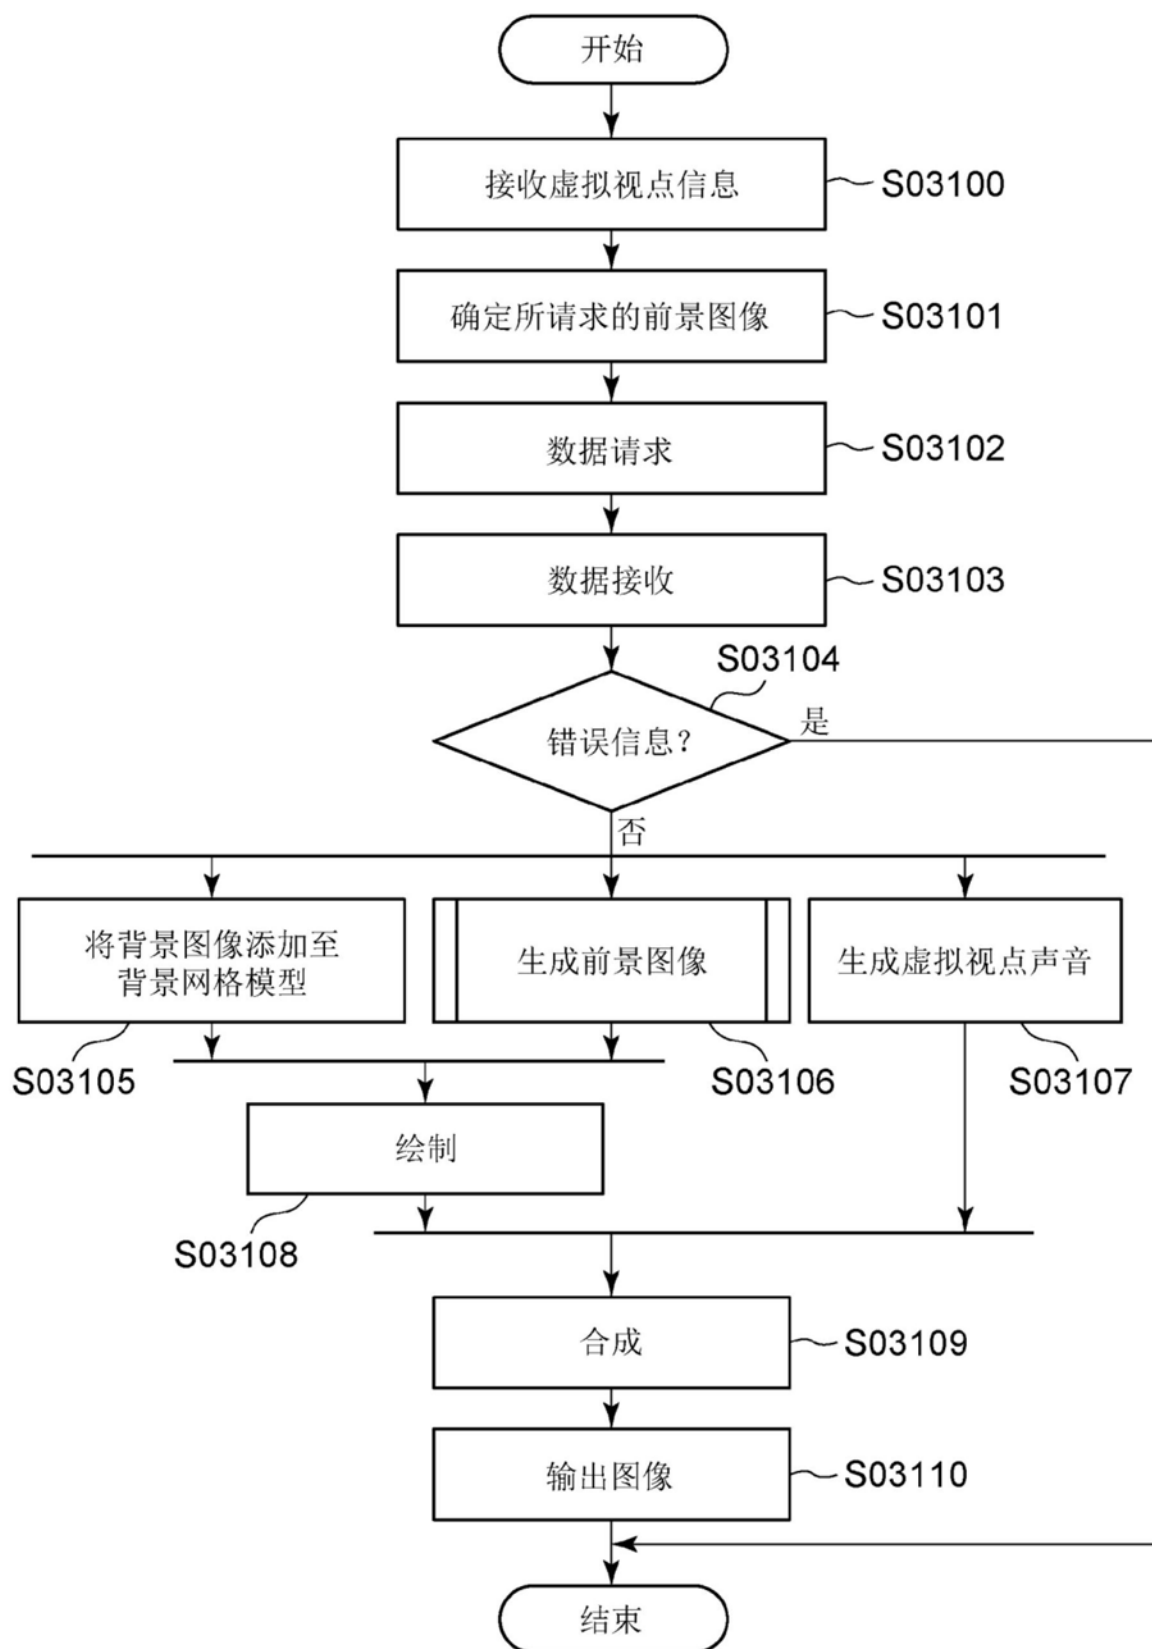 开始
接收虚拟视点信息
S03100
确定所请求的前景图像
S03101
数据请求
S03102
数据接收
S03103
S03104
错误信息？
是
否
将背景图像添加至
背景网格模型
生成前景图像
生成虚拟视点声音
S03105
S03106
S03107
绘制
S03108
合成
S03109
输出图像
S03110
结束